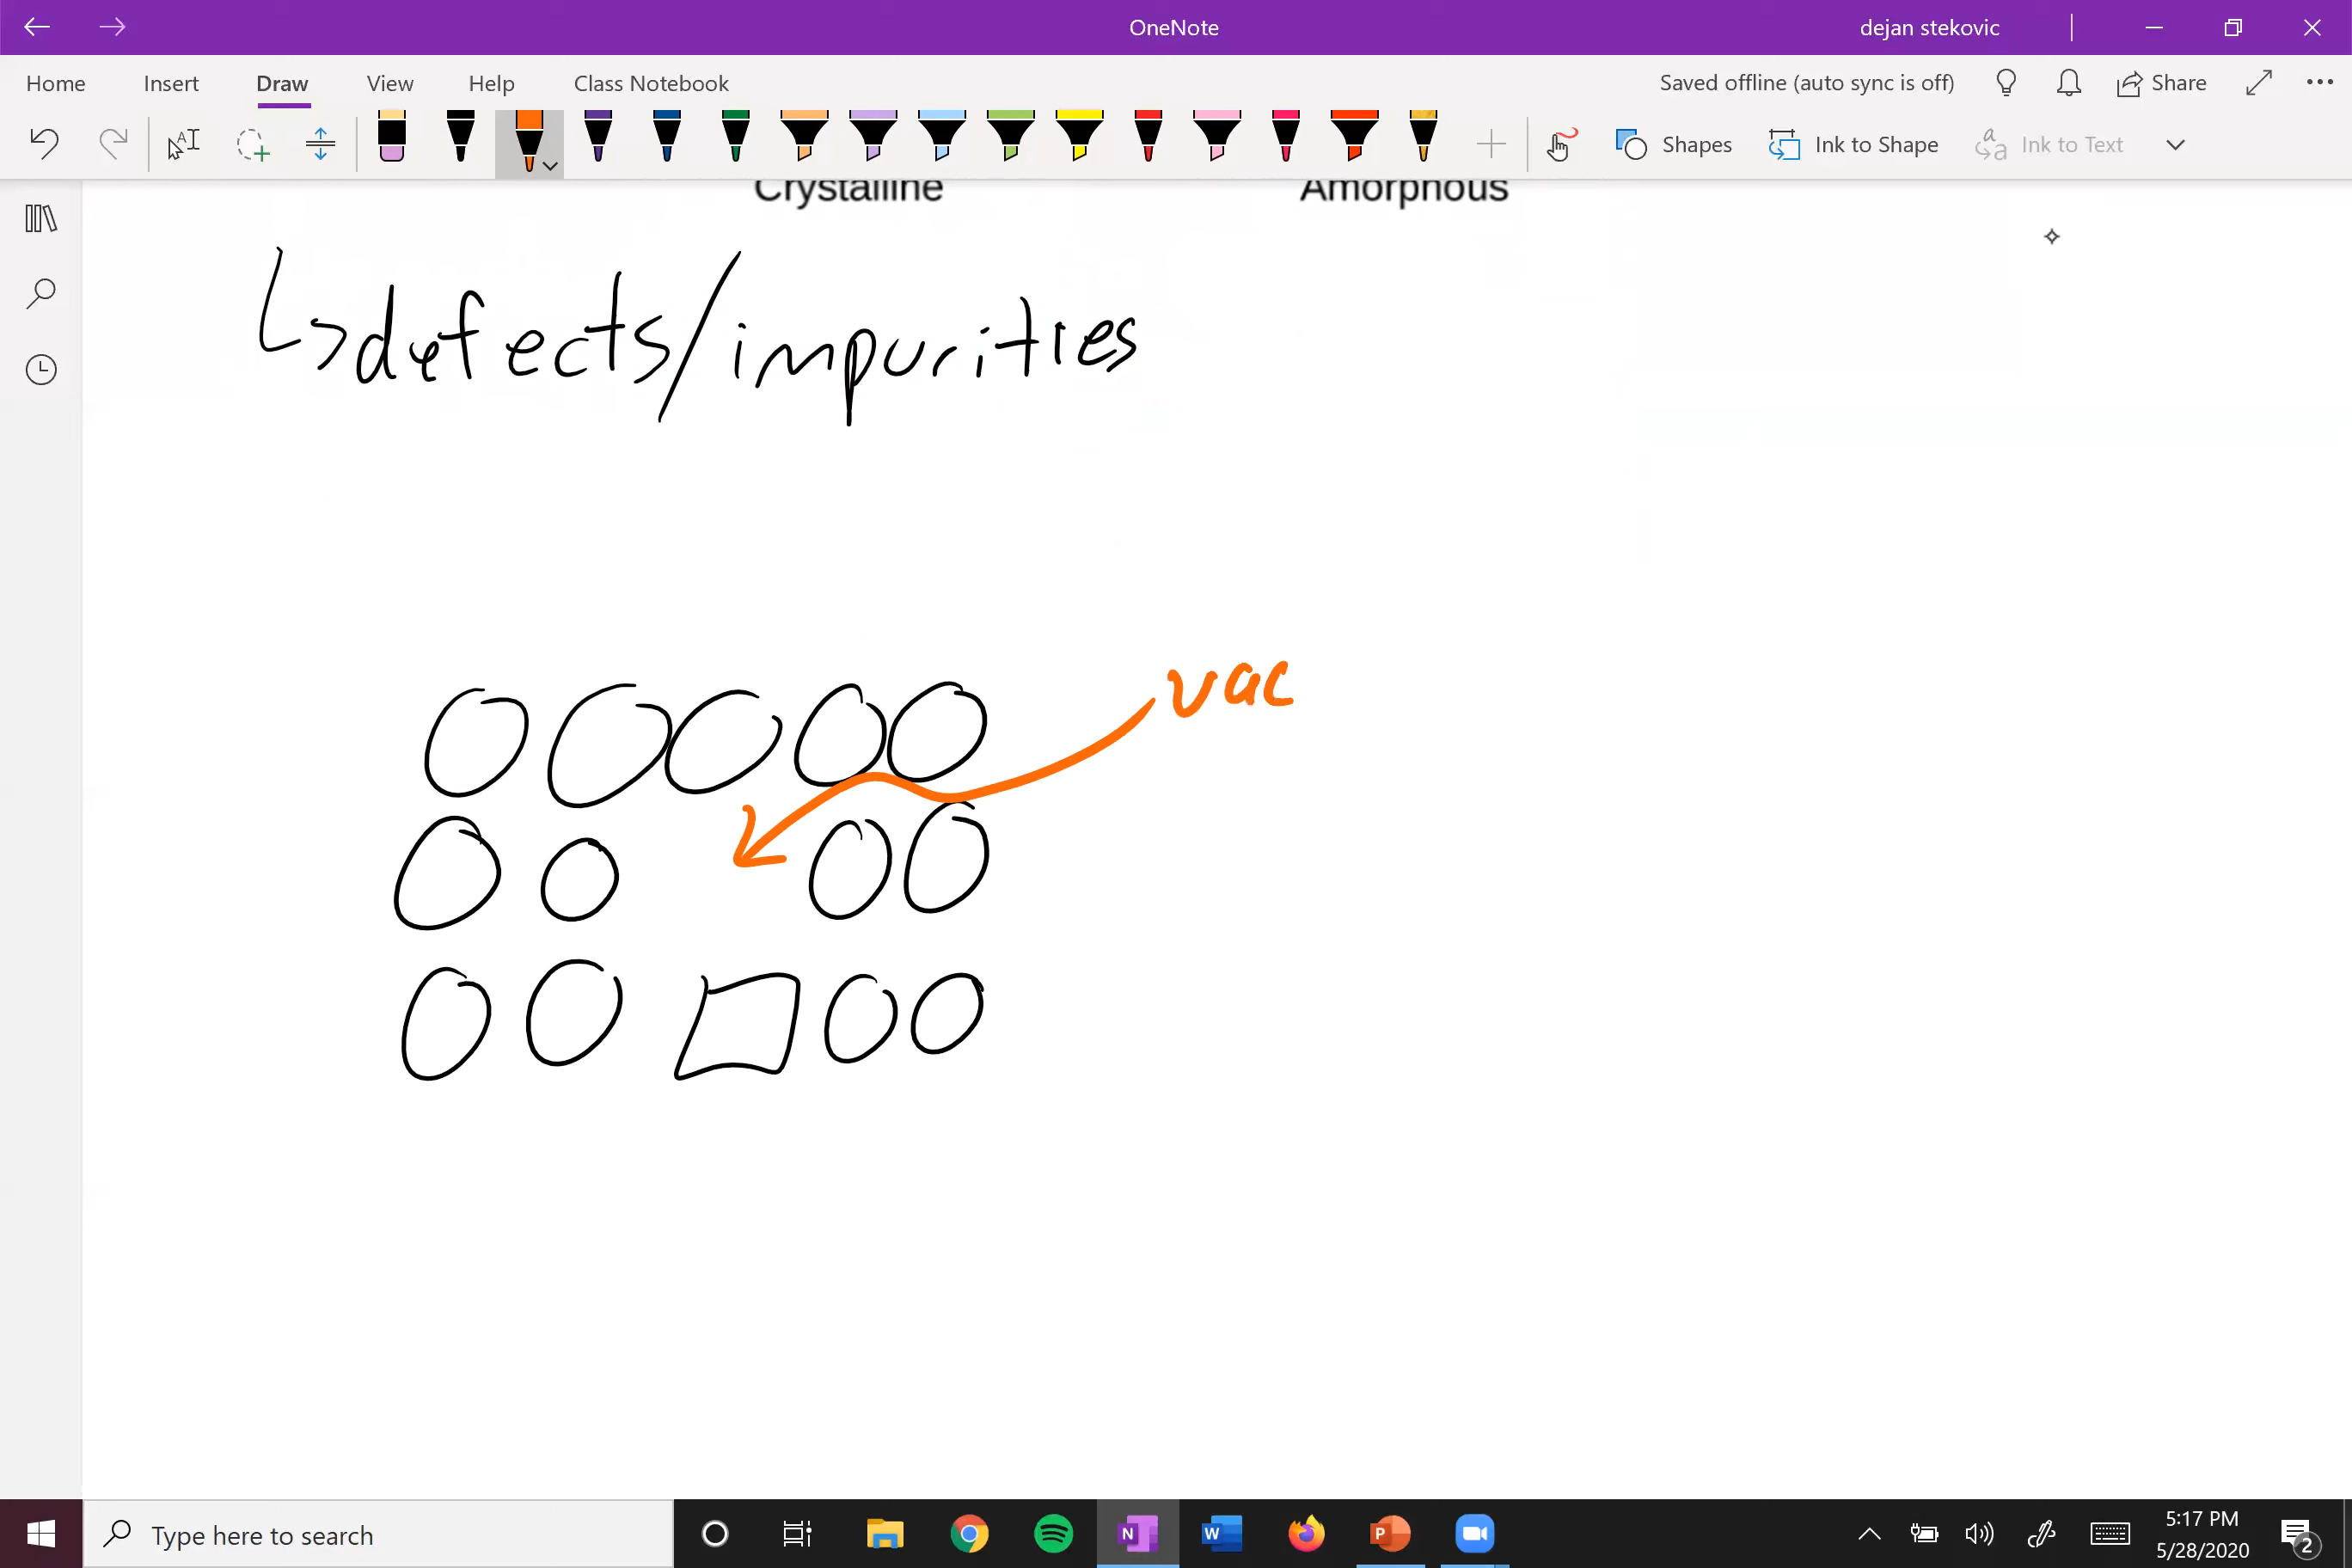 OneNote
dejan stekovic
Home Insert Draw View Help Class Notebook
Saved offline (auto sync is off) Share
AI
Shapes Ink to Shape Ink to Text
Crystalline Amorphous
↳defects/impurities
vac
Type here to search
5:17 PM
5/28/2020
2